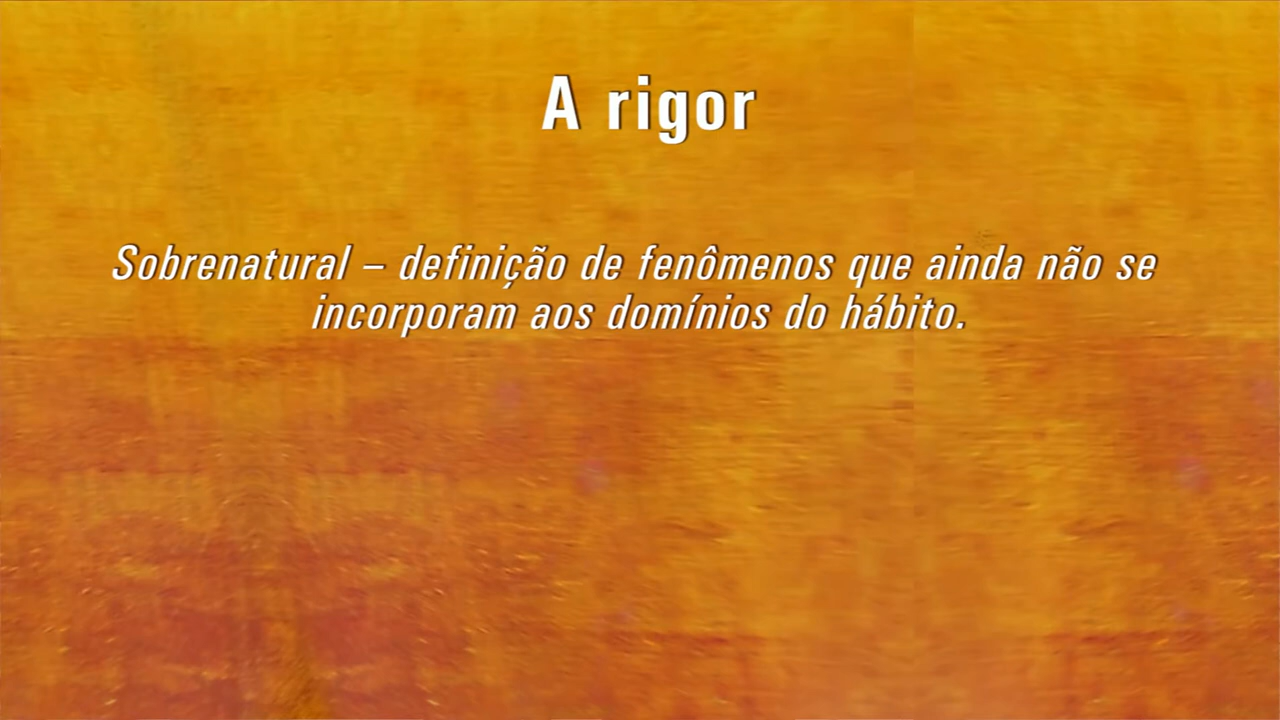 A rigor
Sobrenatural – definição de fenômenos que ainda não se
incorporam aos domínios do hábito.